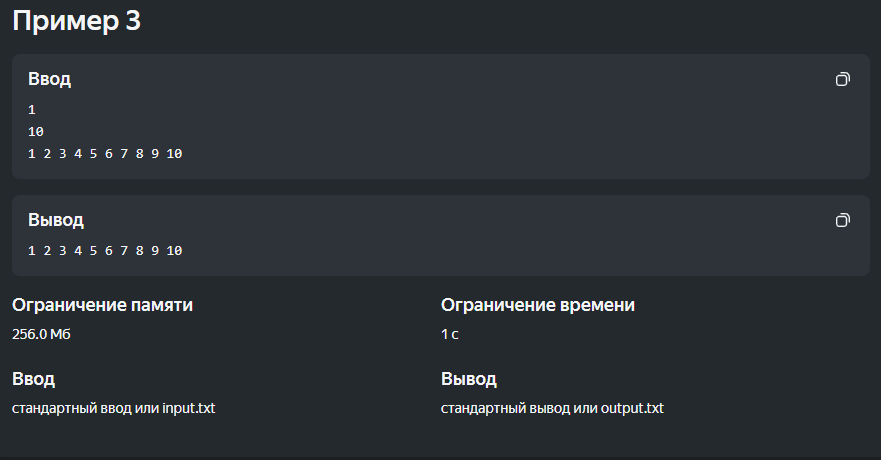 Пример 3
Ввод
1
10
1 2 3 4 5 6 7 8 9 10
Вывод
1 2 3 4 5 6 7 8 9 10
Ограничение памяти
256.0 Мб
Ограничение времени
1 с
Ввод
стандартный ввод или input.txt
Вывод
стандартный вывод или output.txt